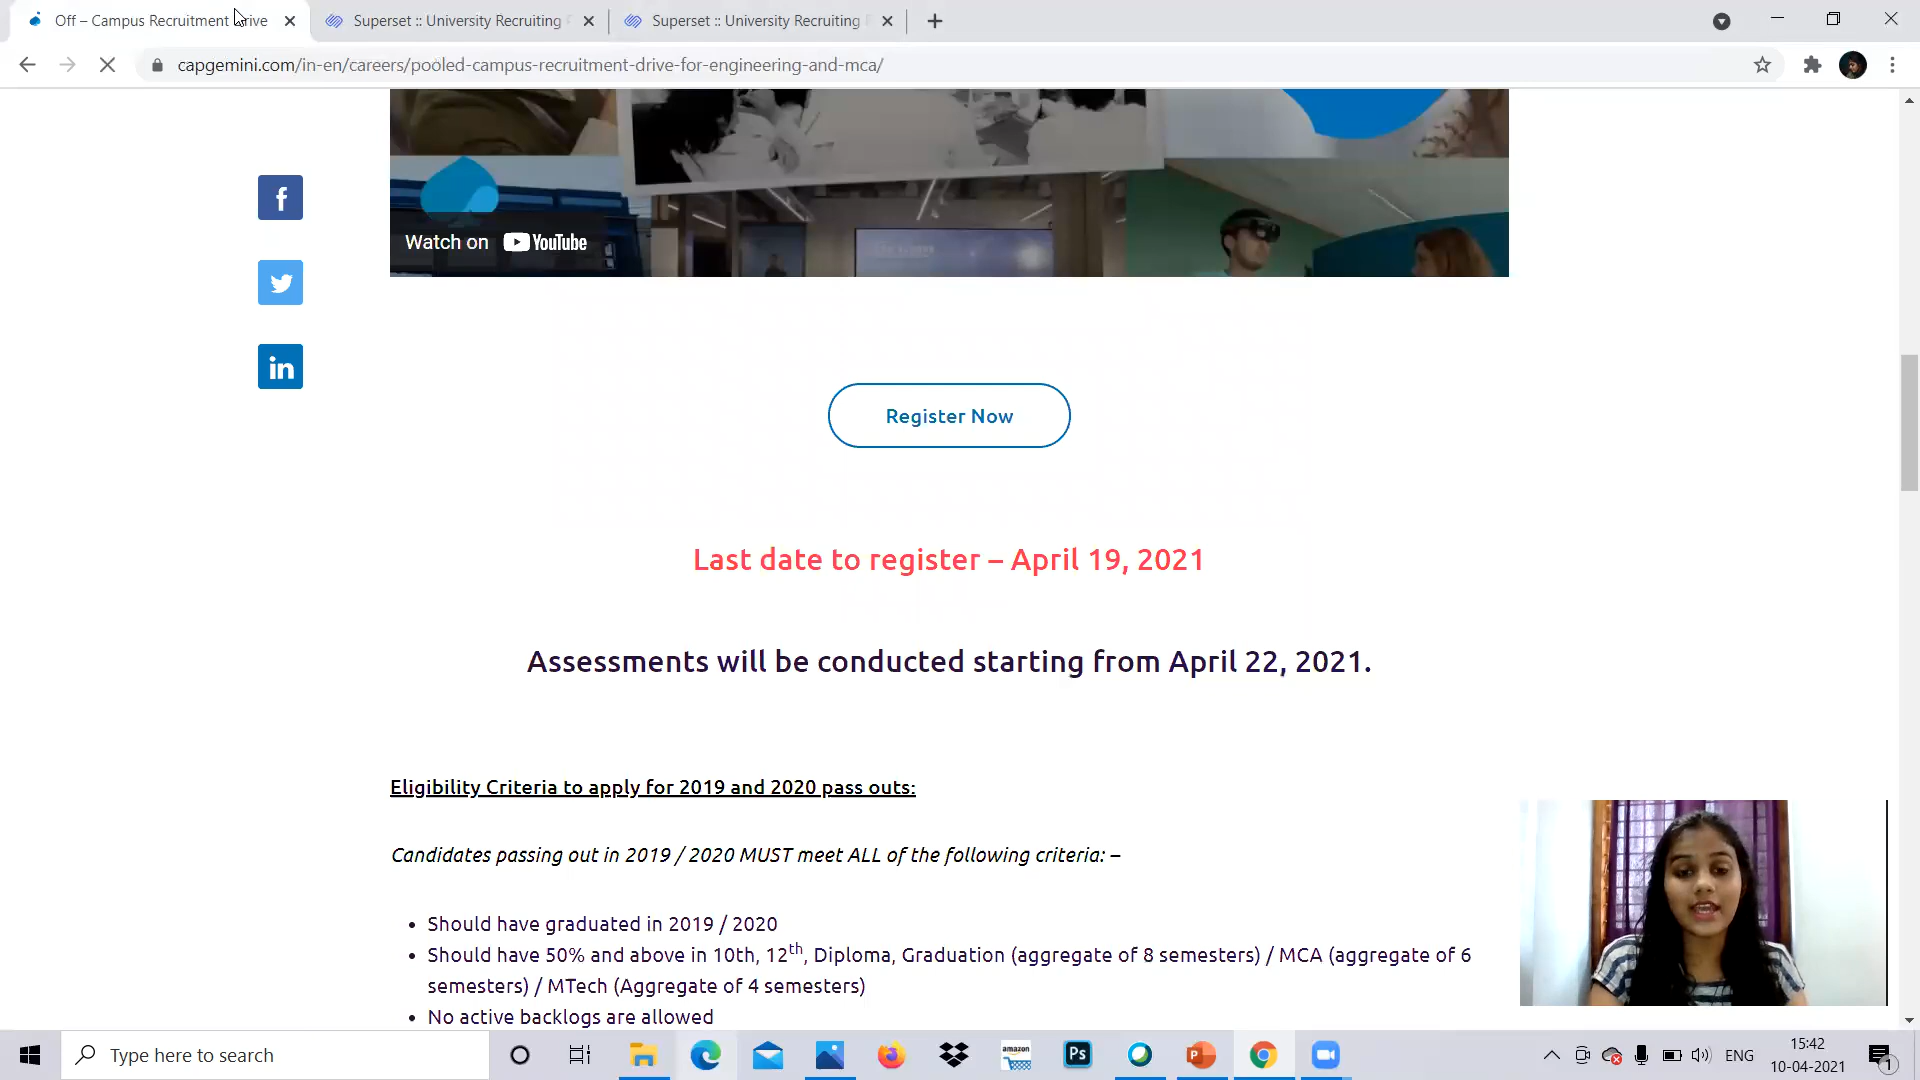 Off – Campus Recruitment Drive
Superset :: University Recruiting
Superset :: University Recruiting
capgemini.com/in-en/careers/pooled-campus-recruitment-drive-for-engineering-and-mca/
f
Watch on YouTube
in
Register Now
Last date to register – April 19, 2021
Assessments will be conducted starting from April 22, 2021.
Eligibility Criteria to apply for 2019 and 2020 pass outs:
Candidates passing out in 2019 / 2020 MUST meet ALL of the following criteria: –
• Should have graduated in 2019 / 2020
• Should have 50% and above in 10th, 12th, Diploma, Graduation (aggregate of 8 semesters) / MCA (aggregate of 6
semesters) / MTech (Aggregate of 4 semesters)
• No active backlogs are allowed
Type here to search
amazon
Ps
P
ENG
15:42
10-04-2021
1